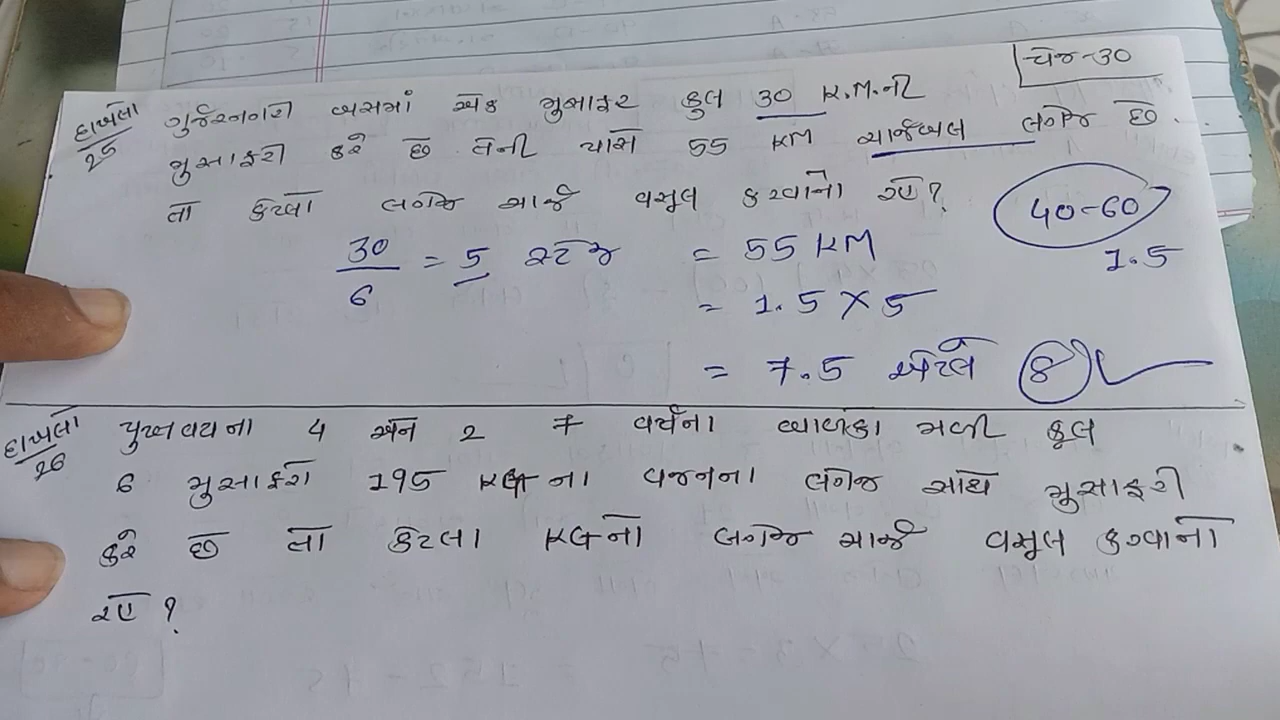 પેજ-30
દાખલો 25 ગુર્જરનગરી બસમાં એક મુસાફર કુલ 30 K.M.ની
મુસાફરી કરે છે તેની પાસે 55 KM ચાર્જેબલ લગેજ છે.
તો કેટલો લગેજ ચાર્જ વસૂલ કરવાનો રહે?
40-60
1.5
30/6 = 5 સ્ટેજ = 55 KM
= 1.5 × 5
= 7.5 એટલે 8
દાખલો 26 પુખ્તવયના 4 અને 2 7 વર્ષના બાળકો મળી કુલ
6 મુસાફરો 195 KGના વજનના લગેજ સાથે મુસાફરી
કરે છે તો કેટલા KGનો લગેજ ચાર્જ વસૂલ કરવાનો
રહે?